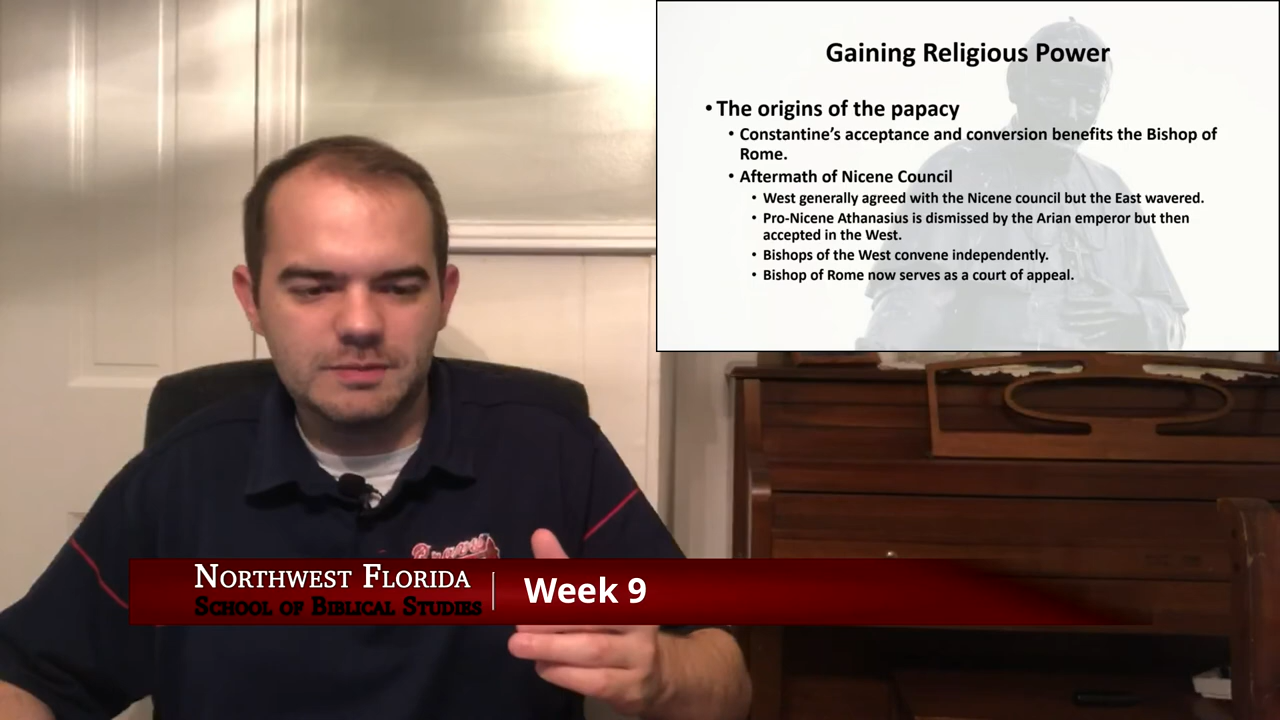 Gaining Religious Power
• The origins of the papacy
• Constantine's acceptance and conversion benefits the Bishop of
Rome.
• Aftermath of Nicene Council
• West generally agreed with the Nicene council but the East wavered.
• Pro-Nicene Athanasius is dismissed by the Arian emperor but then
accepted in the West.
• Bishops of the West convene independently.
• Bishop of Rome now serves as a court of appeal.
Braves
Northwest Florida
School of Biblical Studies
Week 9